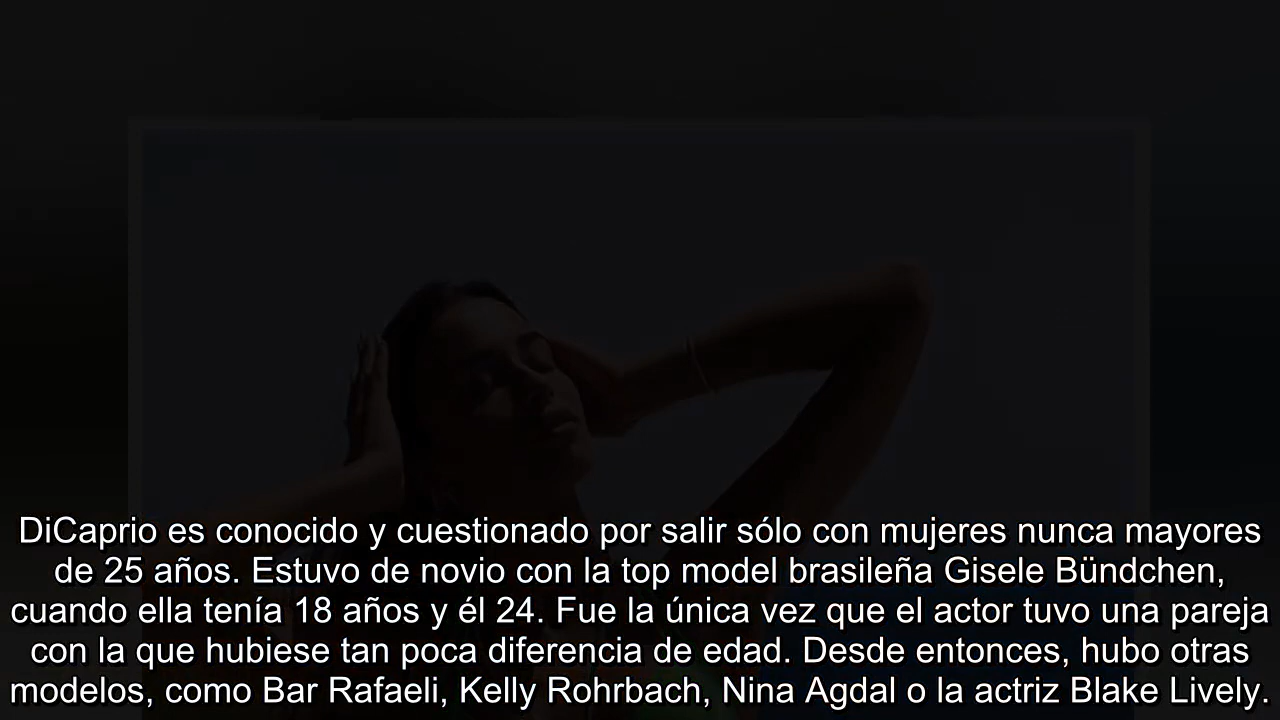 DiCaprio es conocido y cuestionado por salir sólo con mujeres nunca mayores
de 25 años. Estuvo de novio con la top model brasileña Gisele Bündchen,
cuando ella tenía 18 años y él 24. Fue la única vez que el actor tuvo una pareja
con la que hubiese tan poca diferencia de edad. Desde entonces, hubo otras
modelos, como Bar Rafaeli, Kelly Rohrbach, Nina Agdal o la actriz Blake Lively.